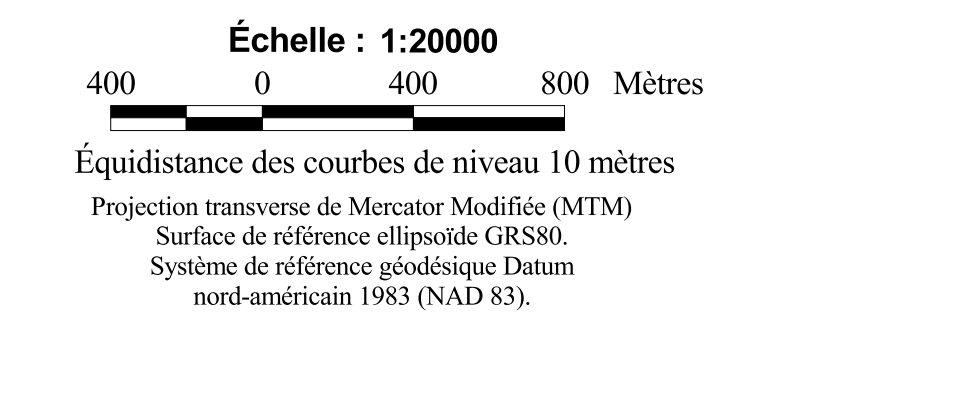 Échelle : 1:20000
400 0 400 800 Mètres
Équidistance des courbes de niveau 10 mètres
Projection transverse de Mercator Modifiée (MTM)
Surface de référence ellipsoïde GRS80.
Système de référence géodésique Datum
nord-américain 1983 (NAD 83).